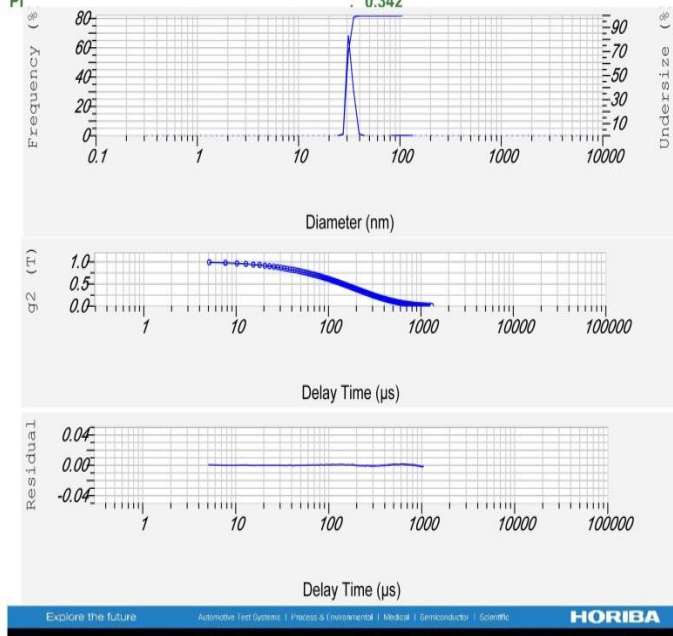 PI : 0.342
Frequency (%
80
60
40
20
0
90
70
50
30
10
Undersize (%
0.1 1 10 100 1000 10000
Diameter (nm)
g2 (T)
1.0
0.5
0.0
1 10 100 1000 10000 100000
Delay Time (µs)
Residual
0.04
0.00
-0.04
1 10 100 1000 10000 100000
Delay Time (µs)
Explore the future Automotive Test Systems | Process & Environmental | Medical | Semiconductor | Scientific HORIBA